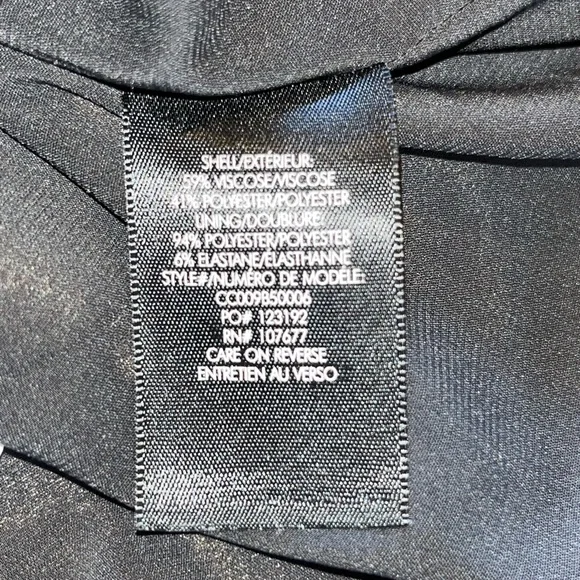 SHELL/EXTÉRIEUR:
59% VISCOSE/VISCOSE
41% POLYESTER/POLYESTER
LINING/DOUBLURE:
94% POLYESTER/POLYESTER
6% ELASTANE/ELASTHANNE
STYLE#/NUMÉRO DE MODÈLE:
CC009B50006
PO# 123192
RN# 107677
CARE ON REVERSE
ENTRETIEN AU VERSO